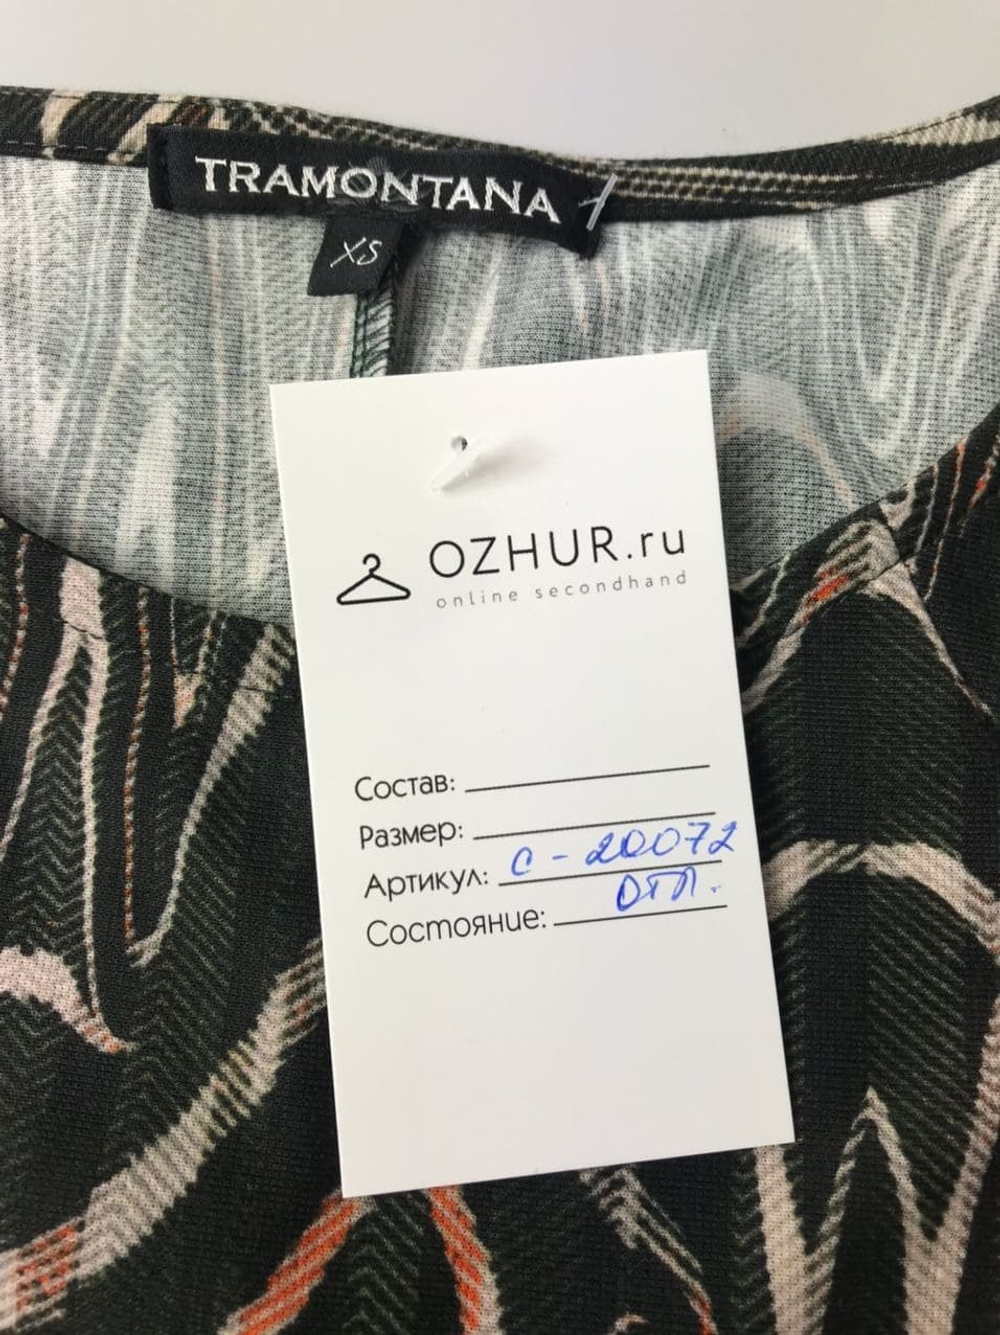 TRAMONTANA
XS
OZHUR.ru
online secondhand
Состав:
Размер:
Артикул: С - 20072
Состояние: отл.